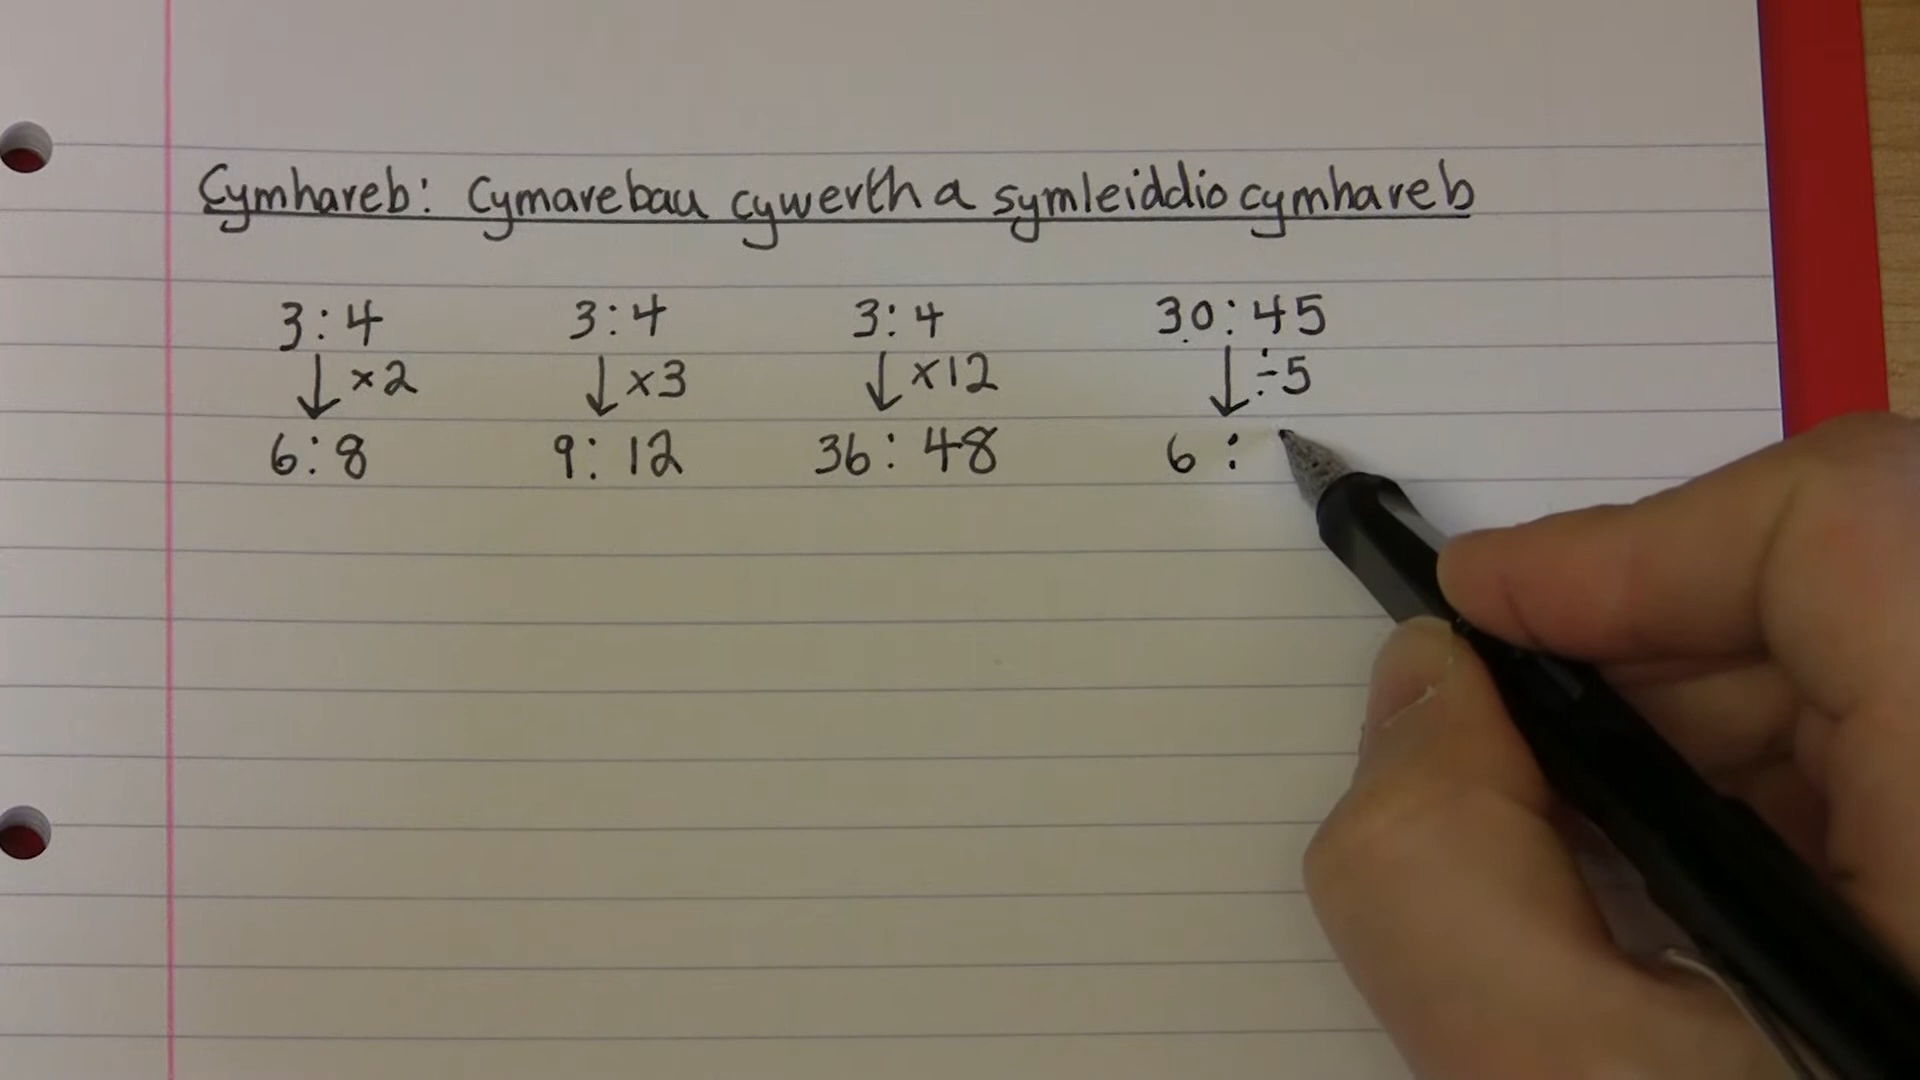 Cymhareb: Cymarebau cywerth a symleiddio cymhareb
3:4 3:4 3:4 30:45
↓×2 ↓×3 ↓×12 ↓÷5
6:8 9:12 36:48 6: